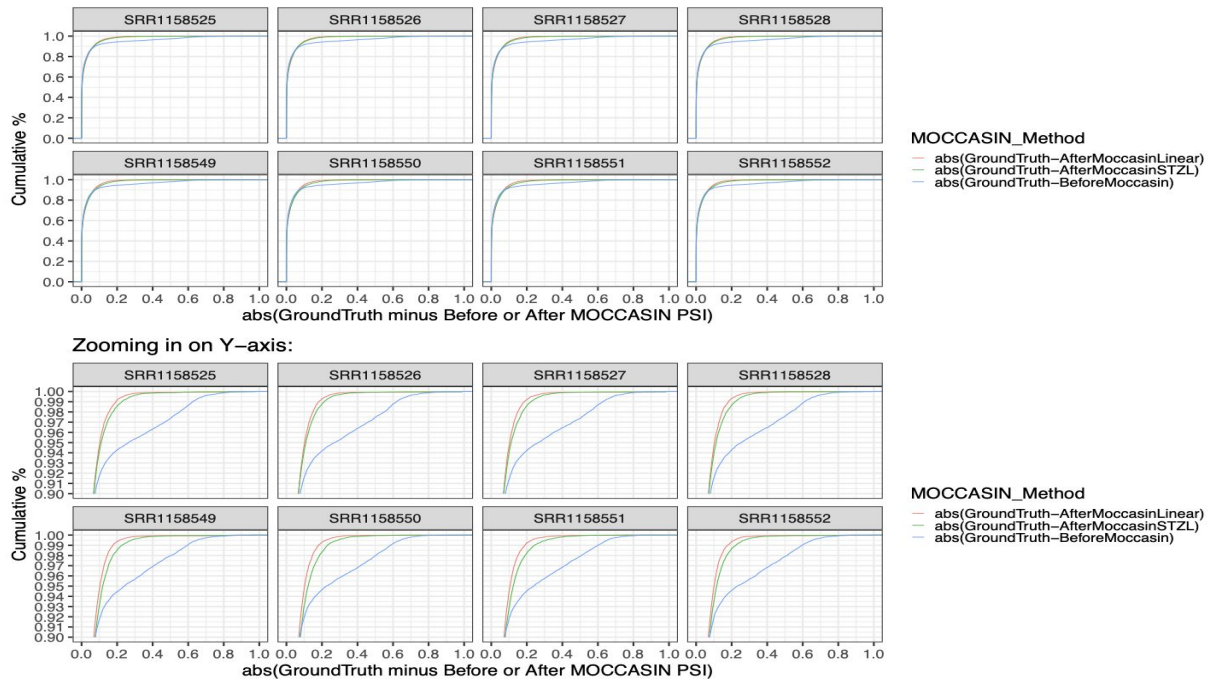 SRR1158525 SRR1158526 SRR1158527 SRR1158528
1.0
0.8
0.6
0.4
0.2
0.0
SRR1158549 SRR1158550 SRR1158551 SRR1158552
1.0
0.8
0.6
0.4
0.2
0.0
Cumulative %
0.0 0.2 0.4 0.6 0.8 1.0 0.0 0.2 0.4 0.6 0.8 1.0 0.0 0.2 0.4 0.6 0.8 1.0 0.0 0.2 0.4 0.6 0.8 1.0
abs(GroundTruth minus Before or After MOCCASIN PSI)
MOCCASIN_Method
abs(GroundTruth−AfterMoccasinLinear)
abs(GroundTruth−AfterMoccasinSTZL)
abs(GroundTruth−BeforeMoccasin)
Zooming in on Y−axis:
SRR1158525 SRR1158526 SRR1158527 SRR1158528
1.00
0.99
0.98
0.97
0.96
0.95
0.94
0.93
0.92
0.91
0.90
SRR1158549 SRR1158550 SRR1158551 SRR1158552
1.00
0.99
0.98
0.97
0.96
0.95
0.94
0.93
0.92
0.91
0.90
Cumulative %
0.0 0.2 0.4 0.6 0.8 1.0 0.0 0.2 0.4 0.6 0.8 1.0 0.0 0.2 0.4 0.6 0.8 1.0 0.0 0.2 0.4 0.6 0.8 1.0
abs(GroundTruth minus Before or After MOCCASIN PSI)
MOCCASIN_Method
abs(GroundTruth−AfterMoccasinLinear)
abs(GroundTruth−AfterMoccasinSTZL)
abs(GroundTruth−BeforeMoccasin)